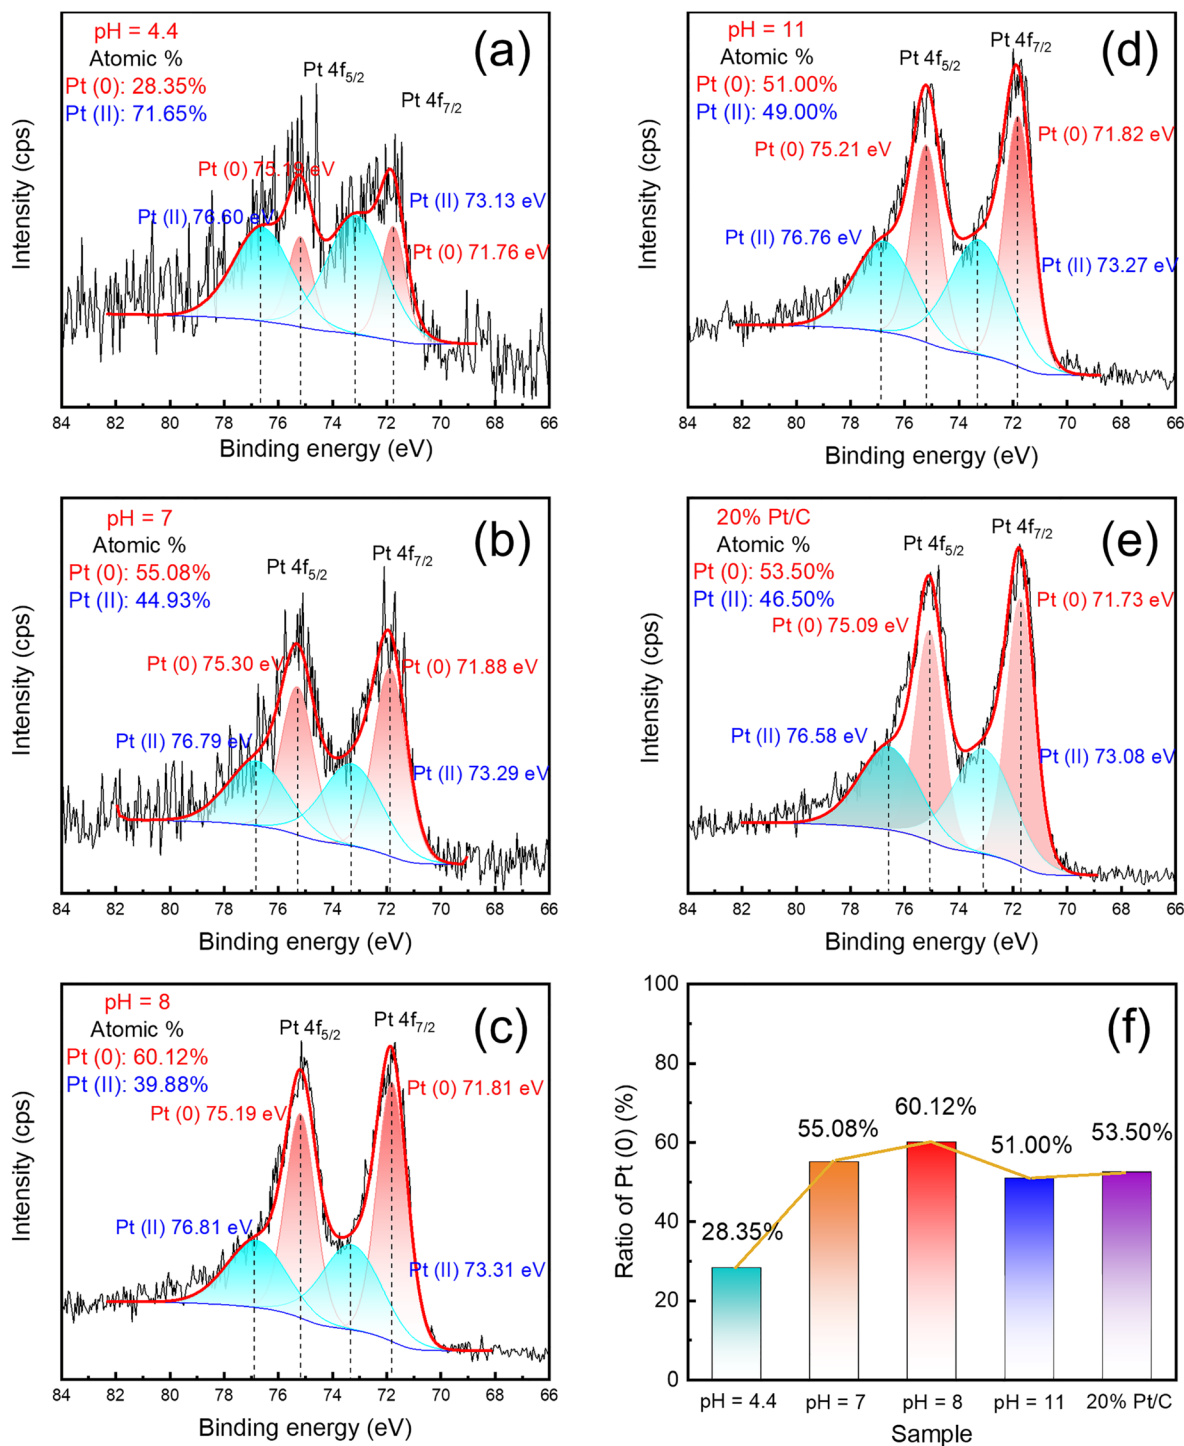 (a)
pH = 4.4
Atomic %
Pt (0): 28.35%
Pt (II): 71.65%
Pt 4f5/2
Pt 4f7/2
Pt (0) 75.19 eV
Pt (II) 76.60 eV
Pt (II) 73.13 eV
Pt (0) 71.76 eV
Intensity (cps)
84 82 80 78 76 74 72 70 68 66
Binding energy (eV)
(d)
pH = 11
Atomic %
Pt (0): 51.00%
Pt (II): 49.00%
Pt 4f5/2
Pt 4f7/2
Pt (0) 75.21 eV
Pt (0) 71.82 eV
Pt (II) 76.76 eV
Pt (II) 73.27 eV
Intensity (cps)
84 82 80 78 76 74 72 70 68 66
Binding energy (eV)
(b)
pH = 7
Atomic %
Pt (0): 55.08%
Pt (II): 44.93%
Pt 4f5/2
Pt 4f7/2
Pt (0) 75.30 eV
Pt (0) 71.88 eV
Pt (II) 76.79 eV
Pt (II) 73.29 eV
Intensity (cps)
84 82 80 78 76 74 72 70 68 66
Binding energy (eV)
(e)
20% Pt/C
Atomic %
Pt (0): 53.50%
Pt (II): 46.50%
Pt 4f5/2
Pt 4f7/2
Pt (0) 75.09 eV
Pt (0) 71.73 eV
Pt (II) 76.58 eV
Pt (II) 73.08 eV
Intensity (cps)
84 82 80 78 76 74 72 70 68 66
Binding energy (eV)
(c)
pH = 8
Atomic %
Pt (0): 60.12%
Pt (II): 39.88%
Pt 4f5/2
Pt 4f7/2
Pt (0) 75.19 eV
Pt (0) 71.81 eV
Pt (II) 76.81 eV
Pt (II) 73.31 eV
Intensity (cps)
84 82 80 78 76 74 72 70 68 66
Binding energy (eV)
(f)
100
80
60
40
20
0
Ratio of Pt (0) (%)
28.35%
55.08%
60.12%
51.00%
53.50%
pH = 4.4 pH = 7 pH = 8 pH = 11 20% Pt/C
Sample